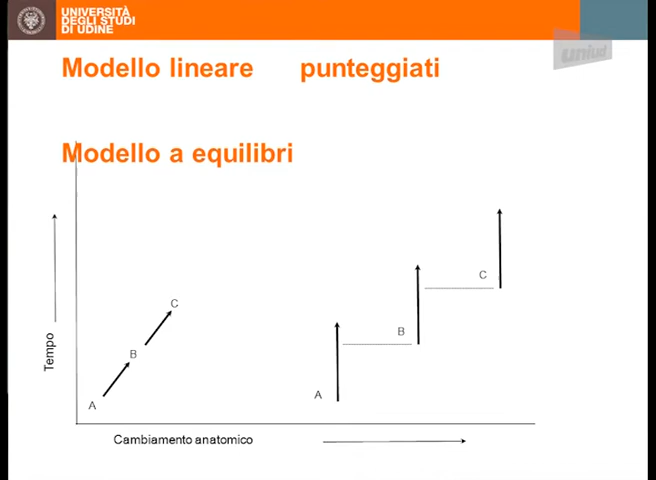 UNIVERSITÀ
DEGLI STUDI
DI UDINE
uniud
Modello lineare punteggiati
Modello a equilibri
C
B
A
C
B
A
Tempo
Cambiamento anatomico